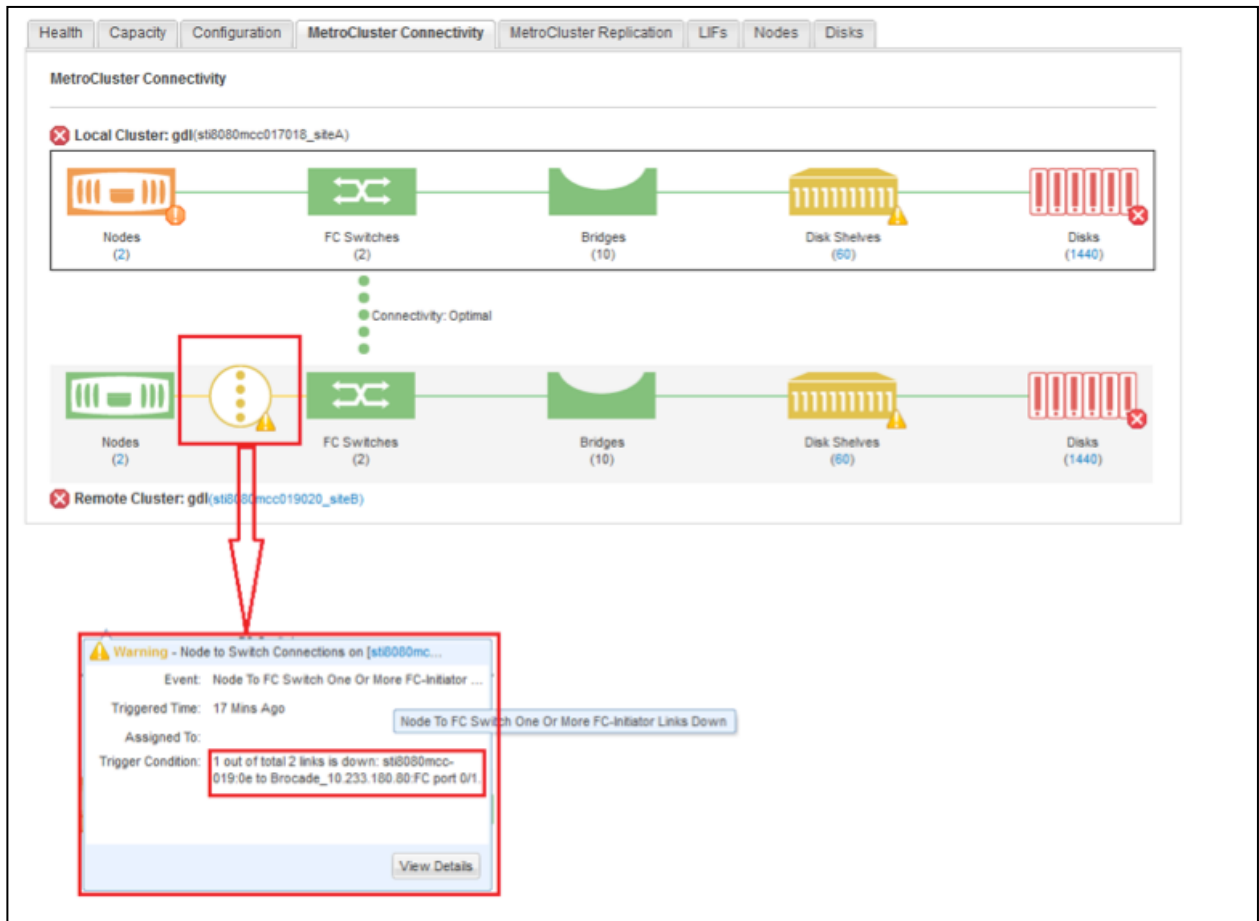 Health Capacity Configuration MetroCluster Connectivity MetroCluster Replication LIFs Nodes Disks
MetroCluster Connectivity
Local Cluster: gdl(sti8080mcc017018_siteA)
Nodes FC Switches Bridges Disk Shelves Disks
(2) (2) (10) (60) (1440)
Connectivity: Optimal
Nodes FC Switches Bridges Disk Shelves Disks
(2) (2) (10) (60) (1440)
Remote Cluster: gdl(sti8080mcc019020_siteB)
Warning - Node to Switch Connections on [sti8080mc...
Event: Node To FC Switch One Or More FC-Initiator ...
Triggered Time: 17 Mins Ago
Node To FC Switch One Or More FC-Initiator Links Down
Assigned To:
Trigger Condition: 1 out of total 2 links is down: sti8080mcc-
019:0e to Brocade_10.233.180.80:FC port 0/1.
View Details